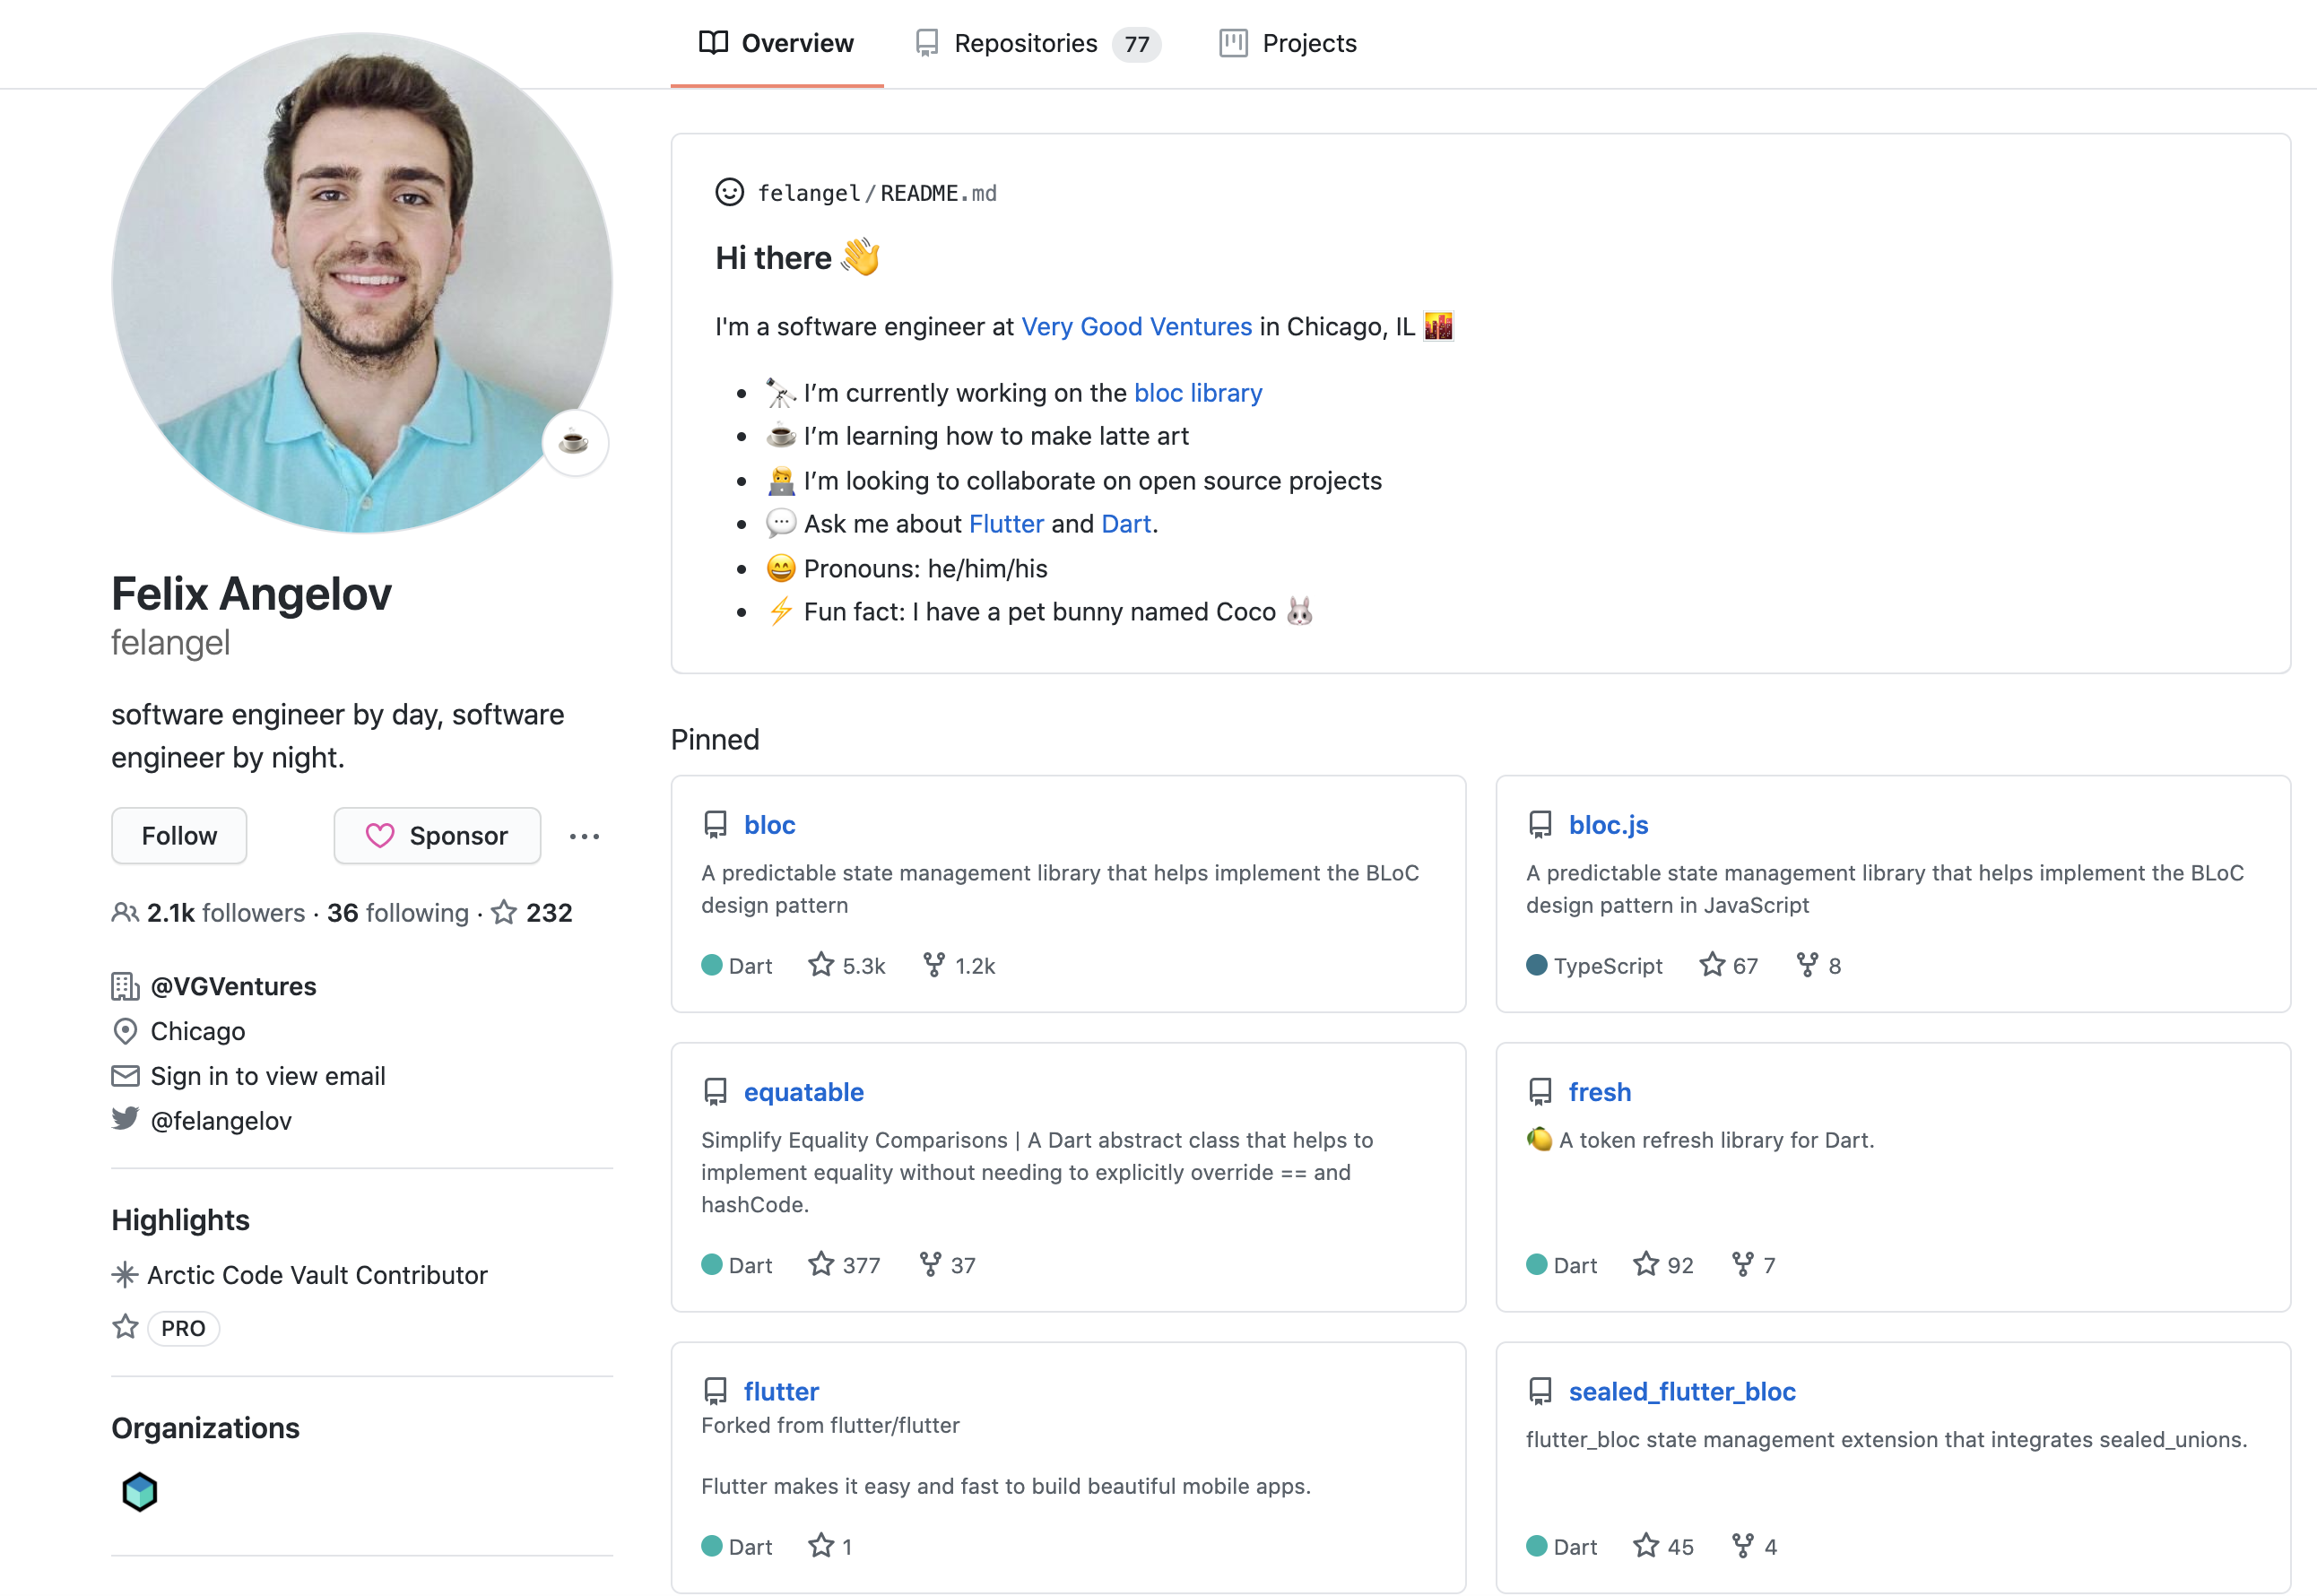 Overview
Repositories 77
Projects
Felix Angelov
felangel
software engineer by day, software
engineer by night.
Follow
Sponsor
2.1k followers · 36 following · 232
@VGVentures
Chicago
Sign in to view email
@felangelov
Highlights
Arctic Code Vault Contributor
PRO
Organizations
felangel/README.md
Hi there 👋
I'm a software engineer at Very Good Ventures in Chicago, IL 🌇
• 🔭 I’m currently working on the bloc library
• ☕ I’m learning how to make latte art
• 🧑‍💻 I’m looking to collaborate on open source projects
• 💬 Ask me about Flutter and Dart.
• 😄 Pronouns: he/him/his
• ⚡ Fun fact: I have a pet bunny named Coco 🐰
Pinned
bloc
A predictable state management library that helps implement the BLoC
design pattern
Dart 5.3k 1.2k
bloc.js
A predictable state management library that helps implement the BLoC
design pattern in JavaScript
TypeScript 67 8
equatable
Simplify Equality Comparisons | A Dart abstract class that helps to
implement equality without needing to explicitly override == and
hashCode.
Dart 377 37
fresh
🍋 A token refresh library for Dart.
Dart 92 7
flutter
Forked from flutter/flutter
Flutter makes it easy and fast to build beautiful mobile apps.
Dart 1
sealed_flutter_bloc
flutter_bloc state management extension that integrates sealed_unions.
Dart 45 4